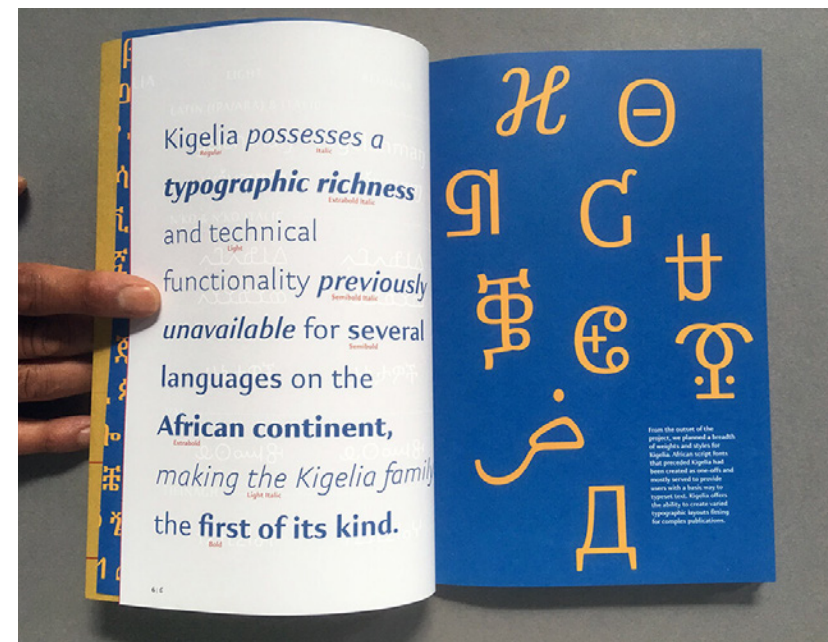 Kigelia possesses a
Regular Italic
typographic richness
Extrabold Italic
and technical
Light
functionality previously
Semibold Italic
unavailable for several
Semibold
languages on the
African continent,
Extrabold
making the Kigelia family
Light Italic
the first of its kind.
Bold
From the outset of the
project, we planned a breadth
of weights and styles for
Kigelia. African script fonts
that preceded Kigelia had
been created as one-offs and
mostly served to provide
users with a basic way to
typeset text. Kigelia offers
the ability to create varied
typographic layouts fitting
for complex publications.